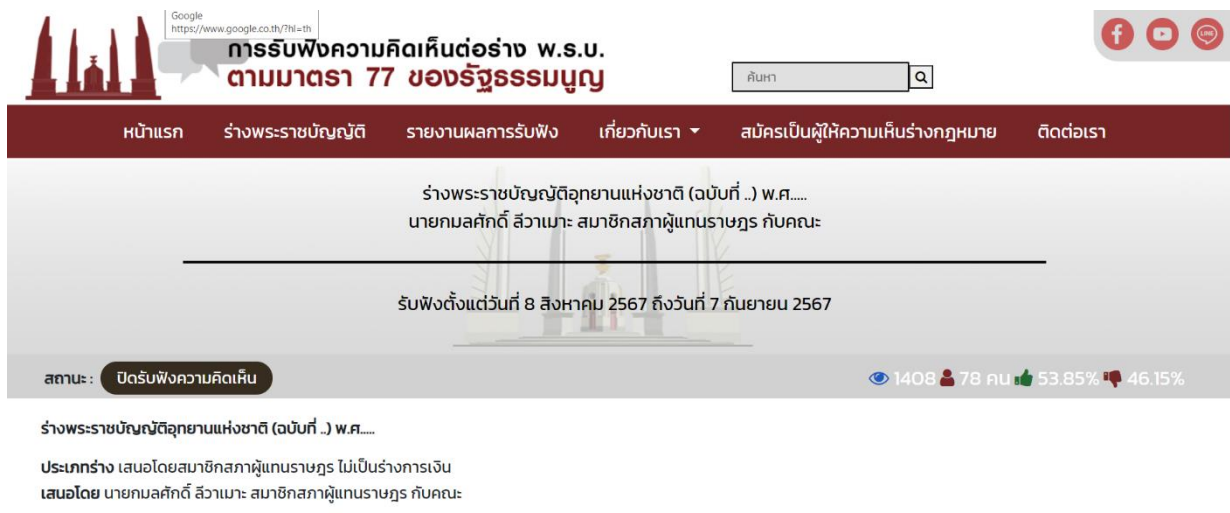 Google
https://www.google.co.th/?hl=th
การรับฟังความคิดเห็นต่อร่าง พ.ร.บ.
ตามมาตรา 77 ของรัฐธรรมนูญ
ค้นหา
LINE
หน้าแรก ร่างพระราชบัญญัติ รายงานผลการรับฟัง เกี่ยวกับเรา สมัครเป็นผู้ให้ความเห็นร่างกฎหมาย ติดต่อเรา
ร่างพระราชบัญญัติอุทยานแห่งชาติ (ฉบับที่ ..) พ.ศ.....
นายกมลศักดิ์ ลีวาเมาะ สมาชิกสภาผู้แทนราษฎร กับคณะ
รับฟังตั้งแต่วันที่ 8 สิงหาคม 2567 ถึงวันที่ 7 กันยายน 2567
สถานะ : ปิดรับฟังความคิดเห็น 1408 78 คน 53.85% 46.15%
ร่างพระราชบัญญัติอุทยานแห่งชาติ (ฉบับที่ ..) พ.ศ.....
ประเภทร่าง เสนอโดยสมาชิกสภาผู้แทนราษฎร ไม่เป็นร่างการเงิน
เสนอโดย นายกมลศักดิ์ ลีวาเมาะ สมาชิกสภาผู้แทนราษฎร กับคณะ